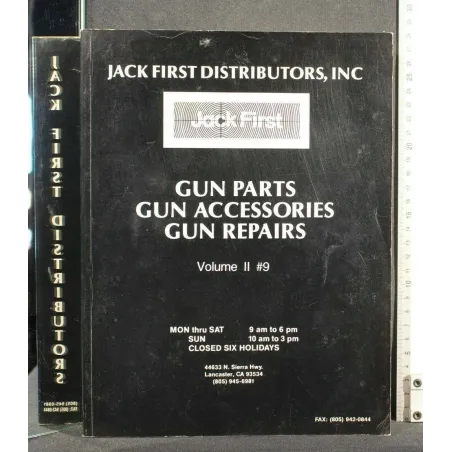 JACK FIRST DISTRIBUTORS
JACK FIRST DISTRIBUTORS, INC
Jack First
GUN PARTS
GUN ACCESSORIES
GUN REPAIRS
Volume II #9
MON thru SAT 9 am to 6 pm
SUN 10 am to 3 pm
CLOSED SIX HOLIDAYS
44633 N. Sierra Hwy.
Lancaster, CA 93534
(805) 945-6981
FAX: (805) 942-0844